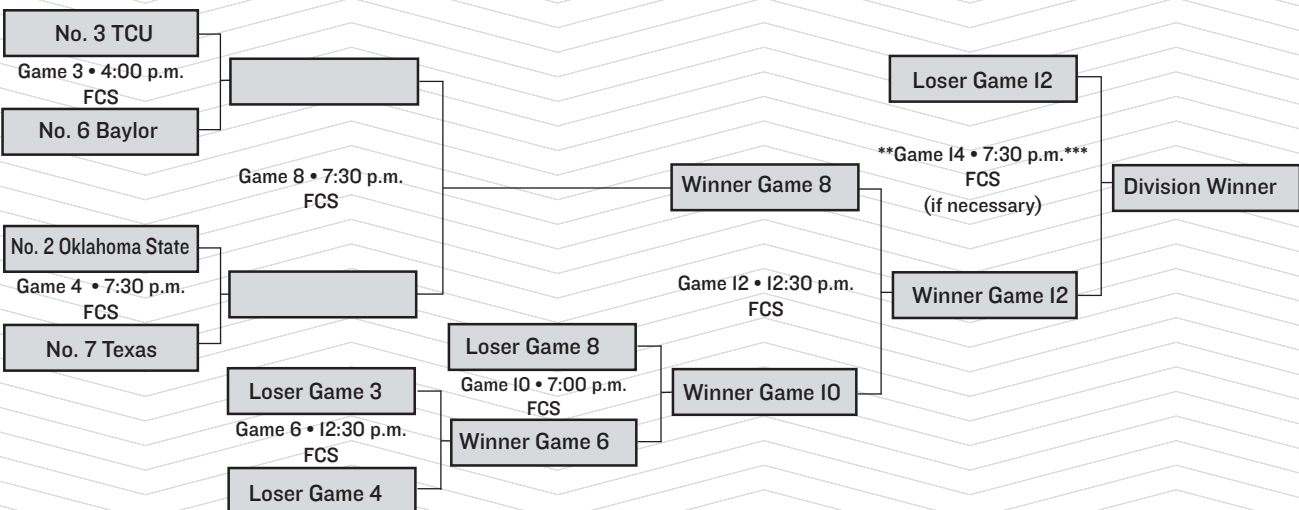 No. 3 TCU
Game 3 • 4:00 p.m.
FCS
No. 6 Baylor
Game 8 • 7:30 p.m.
FCS
No. 2 Oklahoma State
Game 4 • 7:30 p.m.
FCS
No. 7 Texas
Loser Game 3
Game 6 • 12:30 p.m.
FCS
Loser Game 4
Loser Game 8
Game 10 • 7:00 p.m.
FCS
Winner Game 6
Winner Game 8
Game 12 • 12:30 p.m.
FCS
Winner Game 10
Loser Game 12
**Game 14 • 7:30 p.m.***
FCS
(if necessary)
Winner Game 12
Division Winner